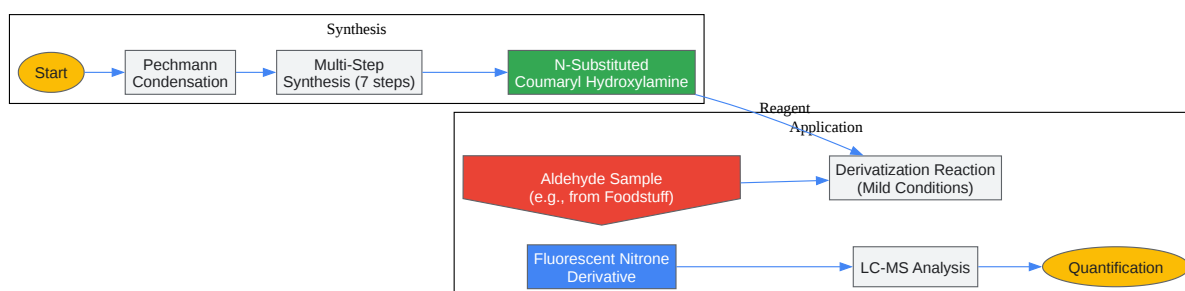 Synthesis
Start
Pechmann
Condensation
Multi-Step
Synthesis (7 steps)
N-Substituted
Coumaryl Hydroxylamine
Reagent
Application
Aldehyde Sample
(e.g., from Foodstuff)
Derivatization Reaction
(Mild Conditions)
Fluorescent Nitrone
Derivative
LC-MS Analysis
Quantification